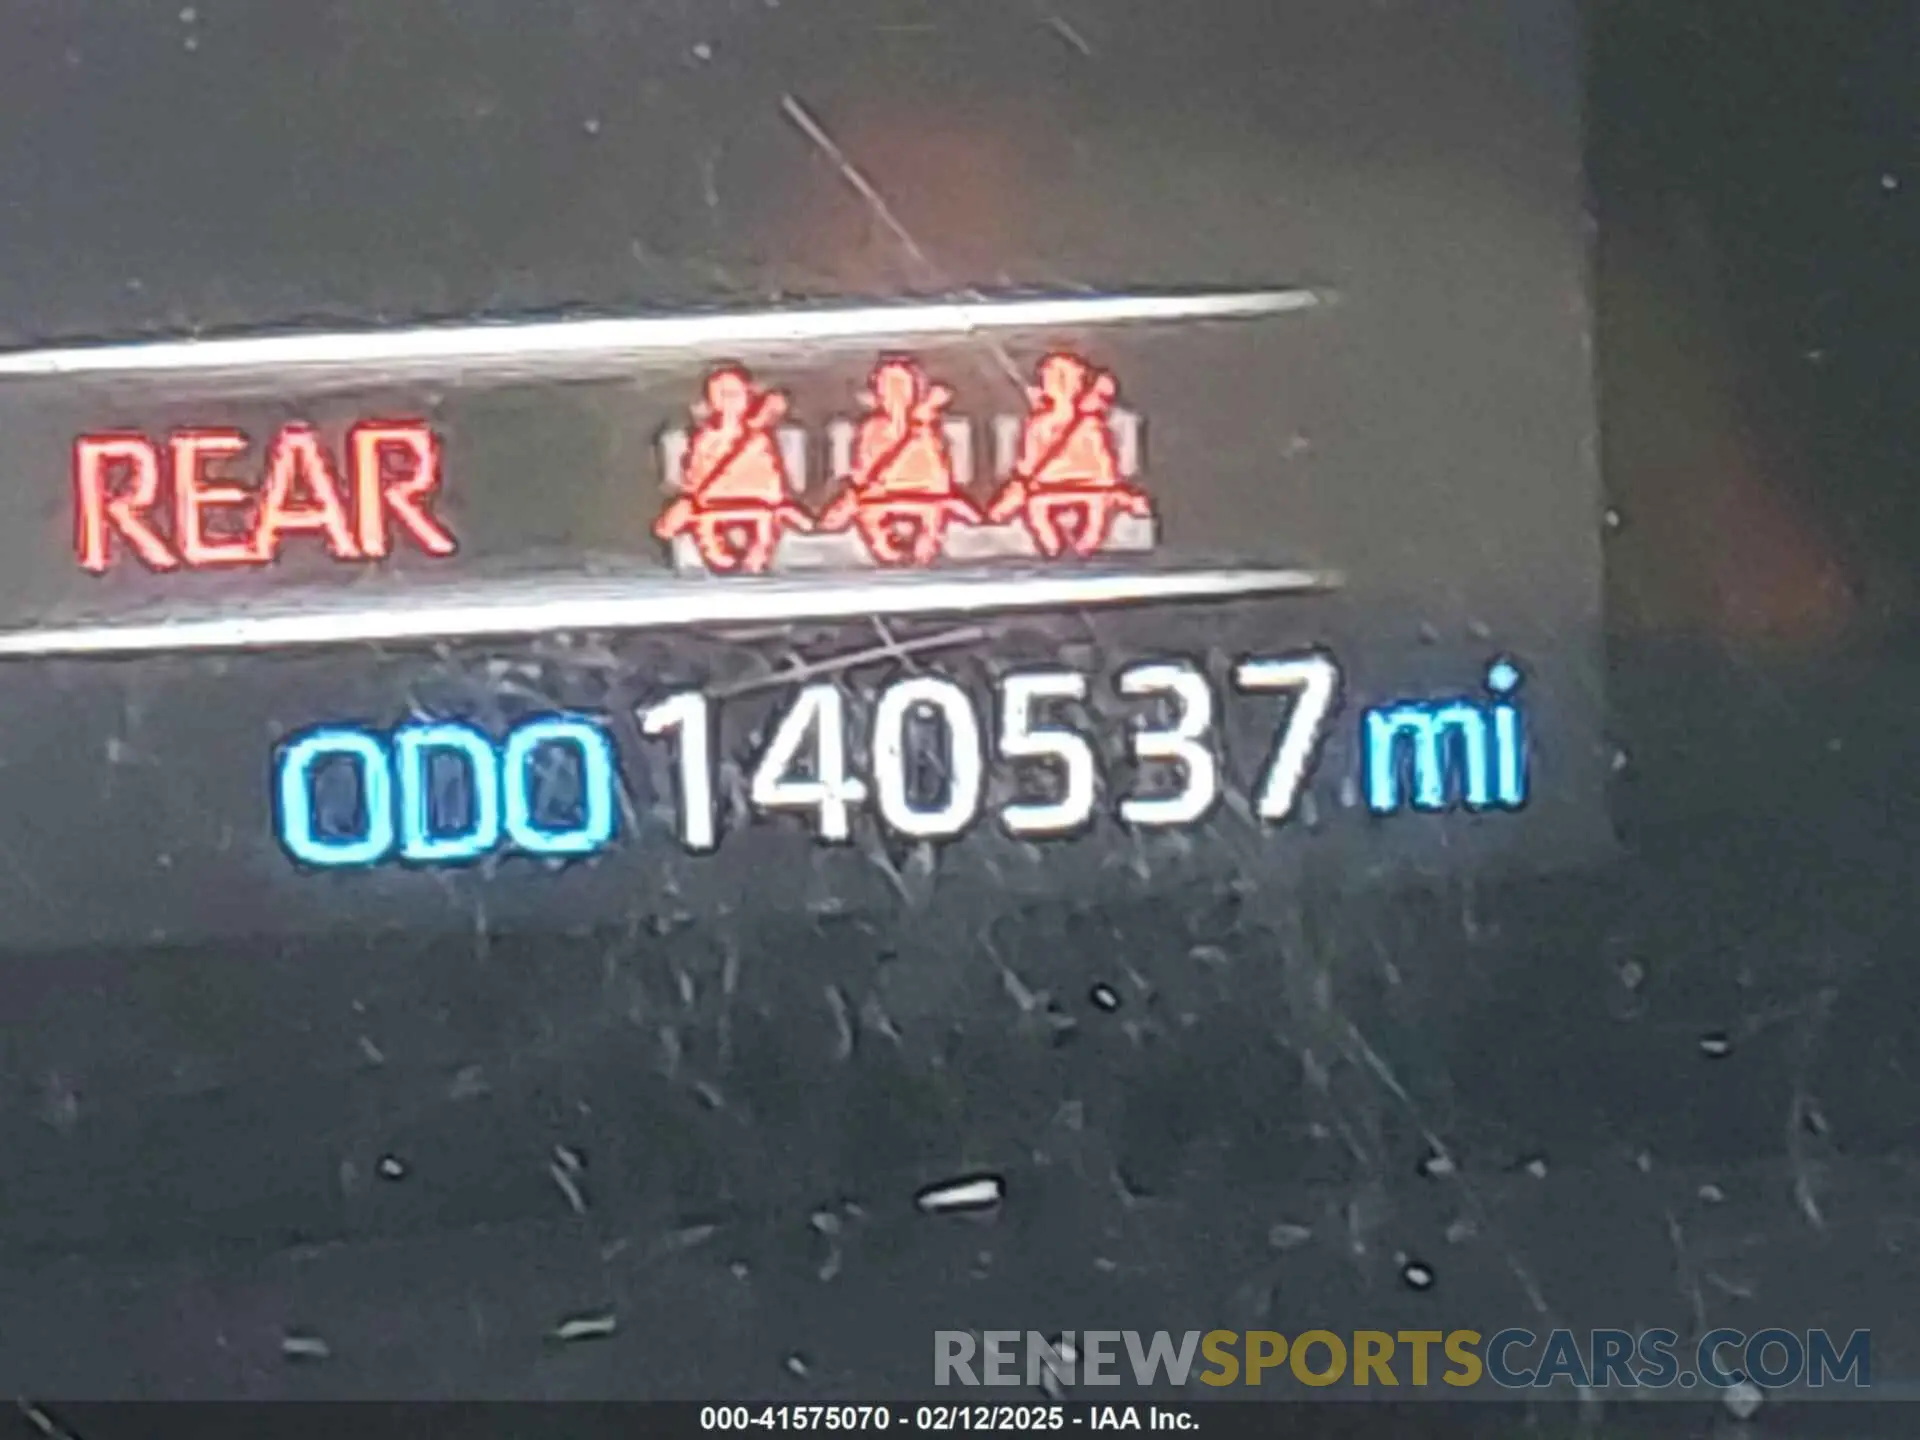 REAR
ODO 140537 mi
RENEWSPORTSCARS.COM
000-41575070 - 02/12/2025 - IAA Inc.